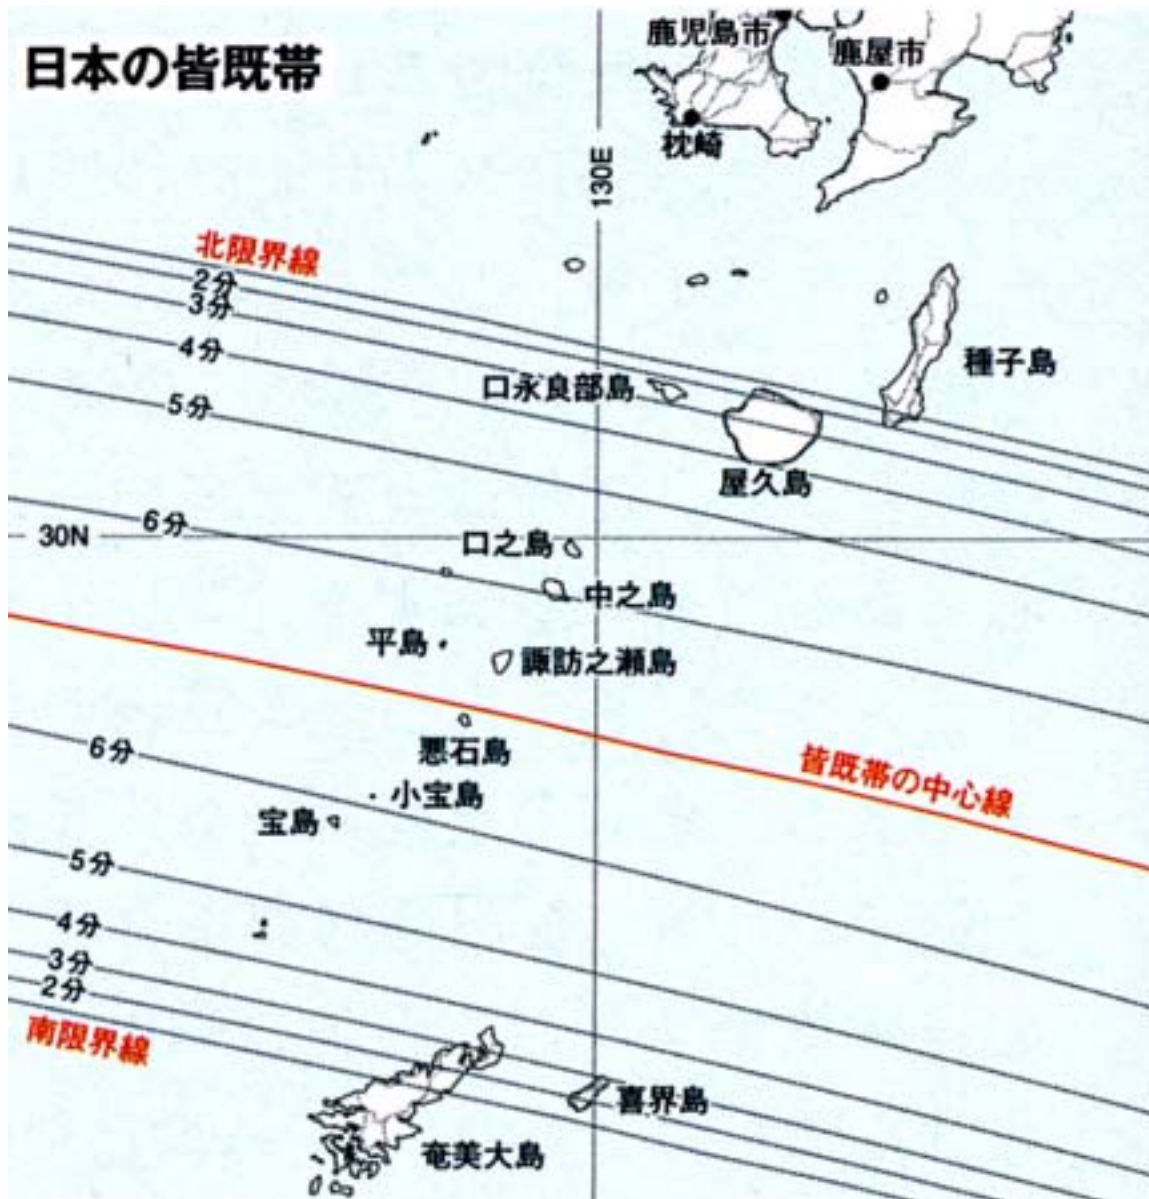 日本の皆既帯
鹿児島市
鹿屋市
枕崎
130E
北限界線
2分
3分
4分
5分
6分
種子島
口永良部島
屋久島
30N
口之島
中之島
平島
諏訪之瀬島
悪石島
皆既帯の中心線
6分
小宝島
宝島
5分
4分
3分
2分
南限界線
喜界島
奄美大島